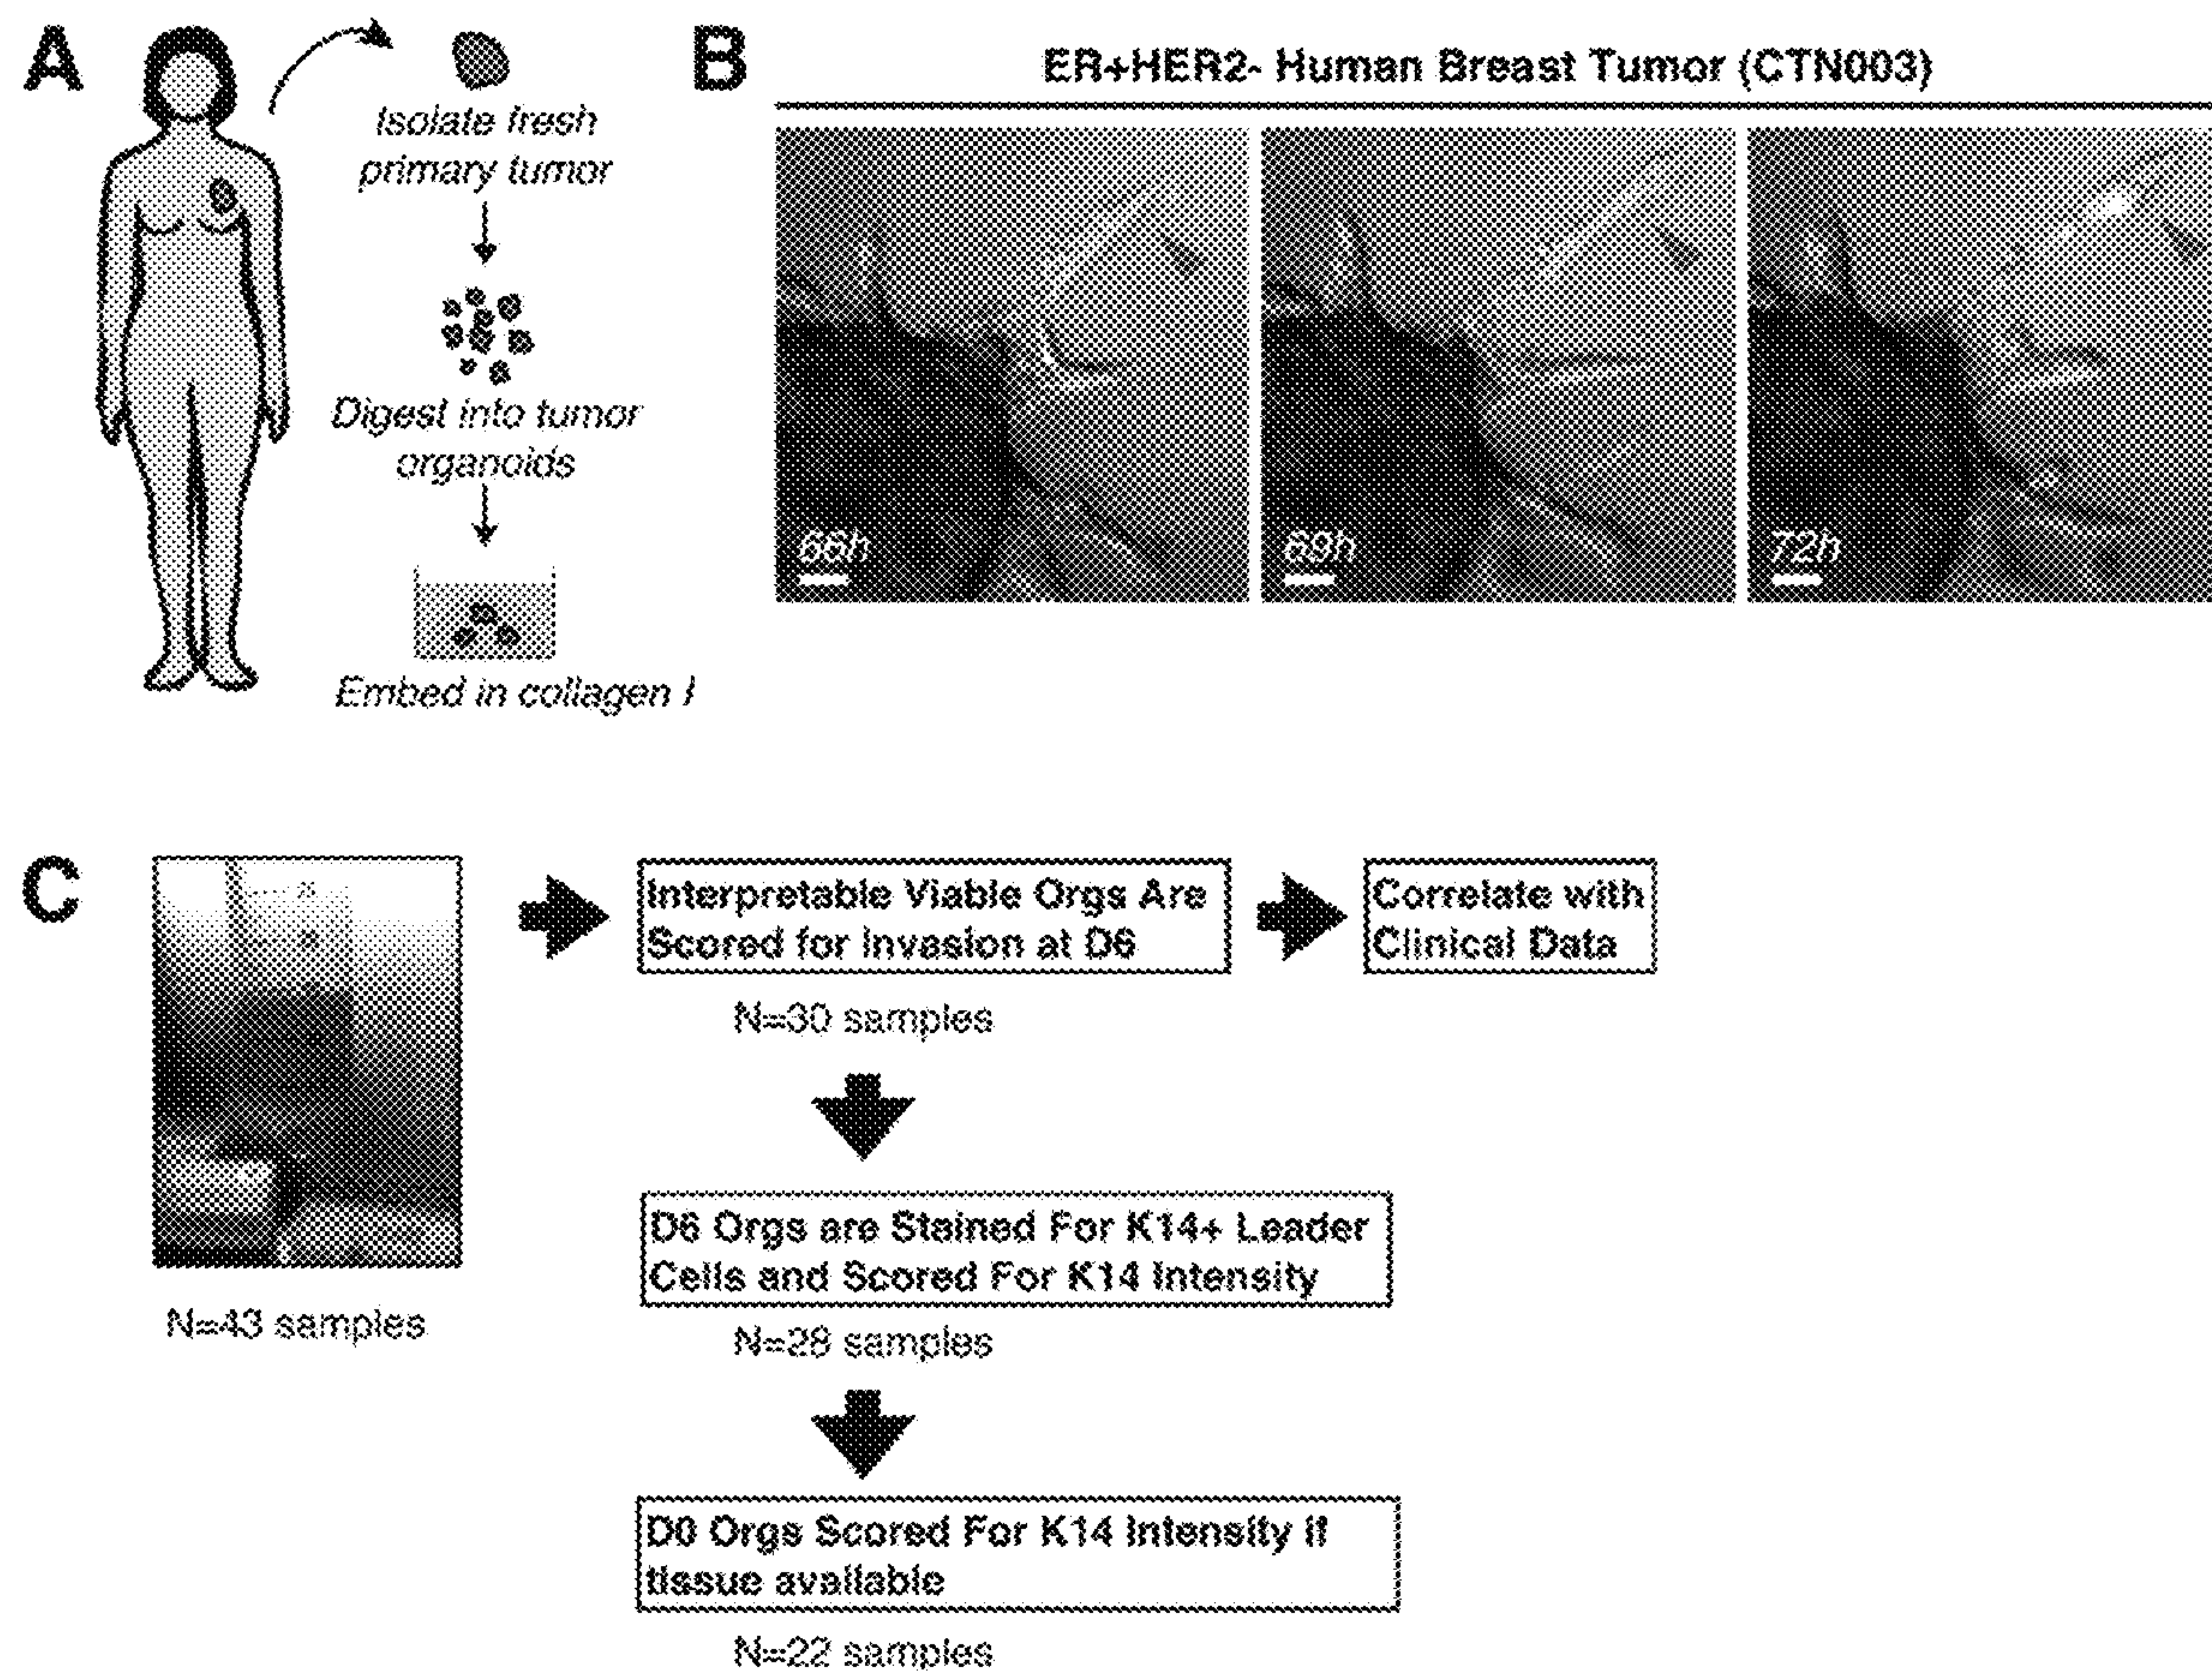 A
Isolate fresh
primary tumor
Digest into tumor
organoids
Embed in collagen I
B
ER+HER2- Human Breast Tumor (CTN003)
66h
69h
72h
C
N=43 samples
Interpretable Viable Orgs Are
Scored for Invasion at D6
N=30 samples
Correlate with
Clinical Data
D6 Orgs are Stained For K14+ Leader
Cells and Scored For K14 Intensity
N=28 samples
D0 Orgs Scored For K14 Intensity if
tissue available
N=22 samples